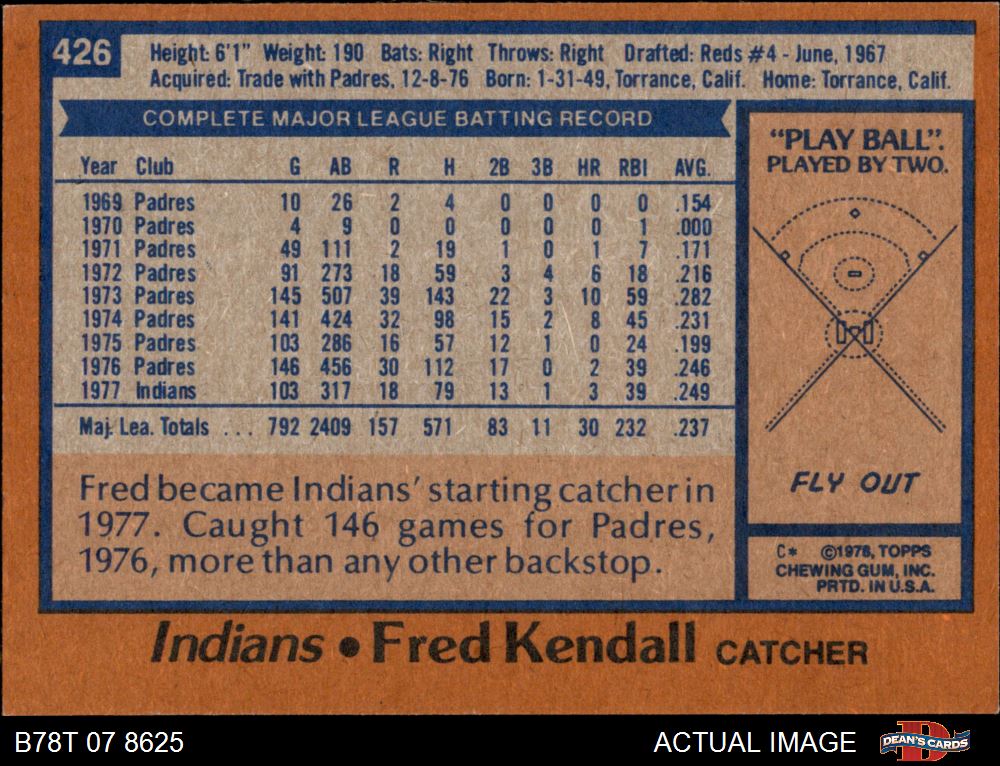 426
Height: 6'1" Weight: 190 Bats: Right Throws: Right Drafted: Reds #4 - June, 1967
Acquired: Trade with Padres, 12-8-76 Born: 1-31-49, Torrance, Calif. Home: Torrance, Calif.
COMPLETE MAJOR LEAGUE BATTING RECORD
Year Club G AB R H 2B 3B HR RBI AVG.
1969 Padres 10 26 2 4 0 0 0 0 .154
1970 Padres 4 9 0 0 0 0 0 1 .000
1971 Padres 49 111 2 19 1 0 1 7 .171
1972 Padres 91 273 18 59 3 4 6 18 .216
1973 Padres 145 507 39 143 22 3 10 59 .282
1974 Padres 141 424 32 98 15 2 8 45 .231
1975 Padres 103 286 16 57 12 1 0 24 .199
1976 Padres 146 456 30 112 17 0 2 39 .246
1977 Indians 103 317 18 79 13 1 3 39 .249
Maj. Lea. Totals ... 792 2409 157 571 83 11 30 232 .237
Fred became Indians' starting catcher in
1977. Caught 146 games for Padres,
1976, more than any other backstop.
"PLAY BALL".
PLAYED BY TWO.
FLY OUT
C* ©1978, TOPPS
CHEWING GUM, INC.
PRTD. IN U.S.A.
Indians • Fred Kendall CATCHER
B78T 07 8625
ACTUAL IMAGE
D
DEAN'S CARDS